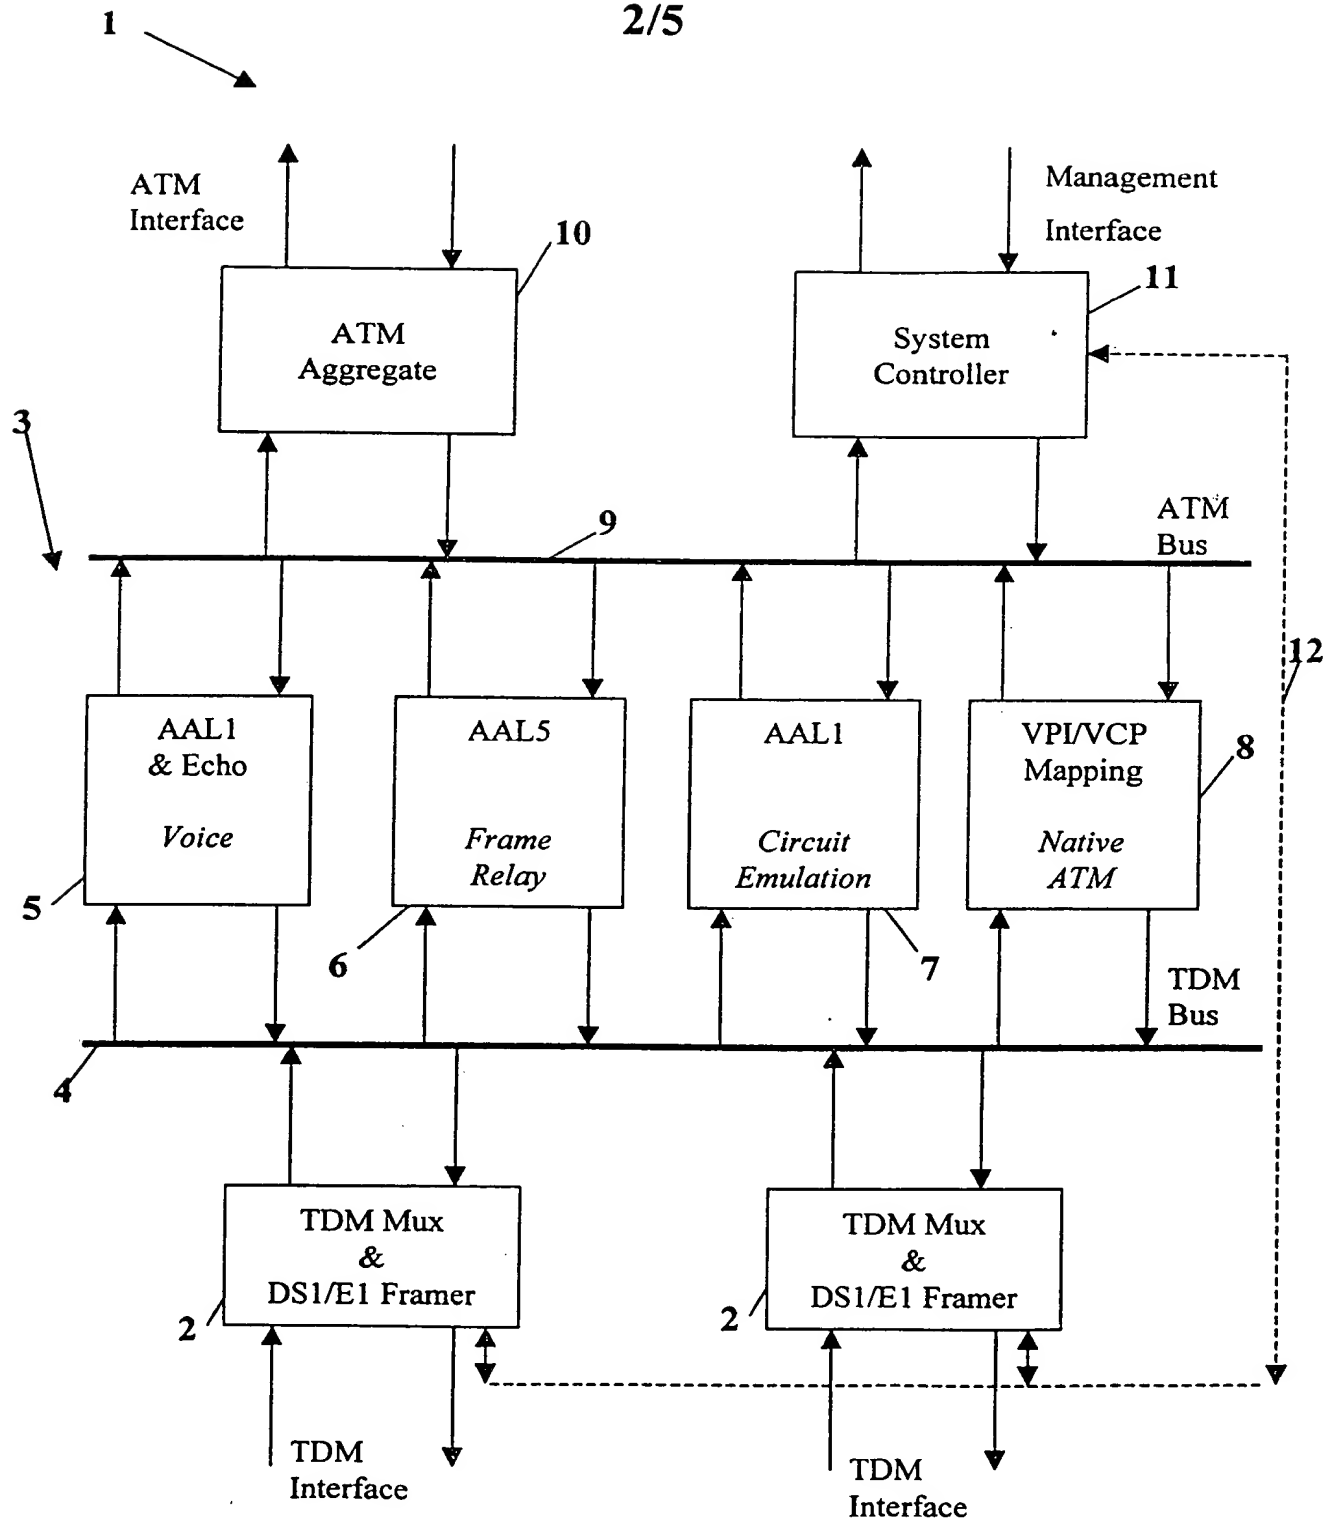 1
2/5
ATM
Interface
Management
Interface
10
11
ATM
Aggregate
System
Controller
3
9
ATM
Bus
12
AAL1
& Echo
Voice
5
AAL5
Frame
Relay
6
AAL1
Circuit
Emulation
7
VPI/VCP
Mapping
Native
ATM
8
TDM
Bus
4
TDM Mux
&
DS1/E1 Framer
2
TDM Mux
&
DS1/E1 Framer
2
TDM
Interface
TDM
Interface